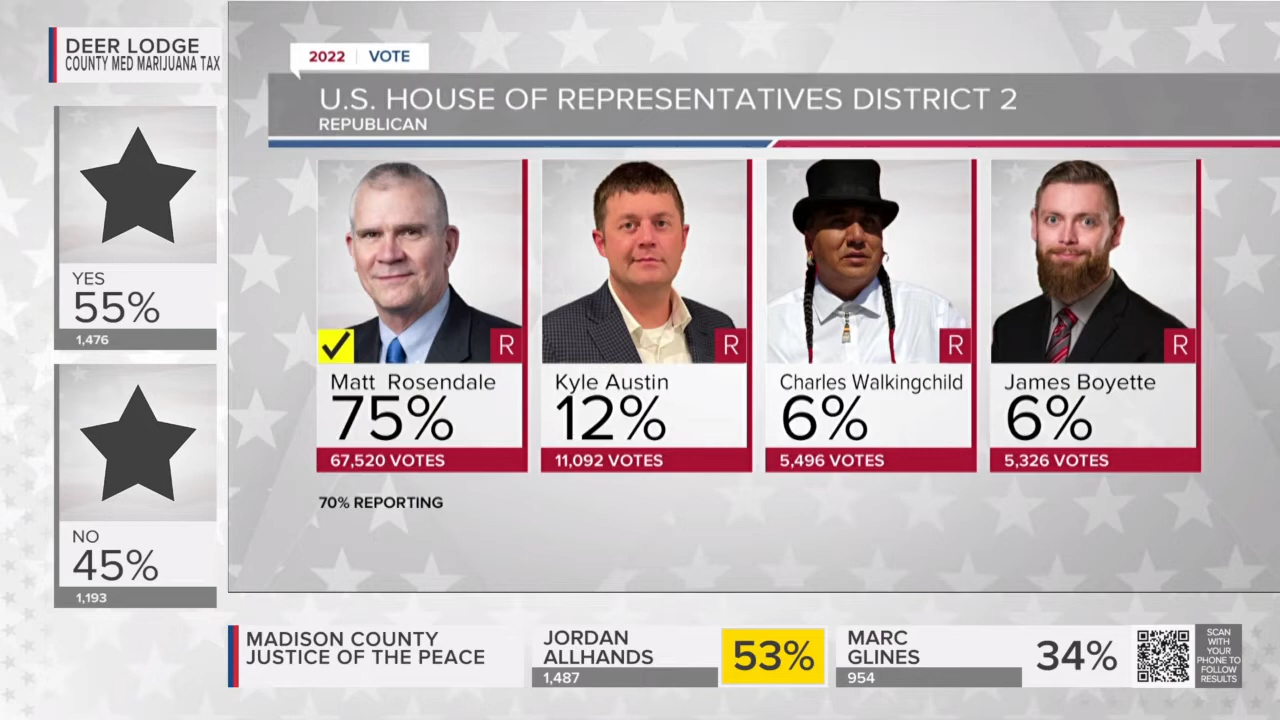 DEER LODGE
COUNTY MED MARIJUANA TAX
YES
55%
1,476
NO
45%
1,193
2022 | VOTE
U.S. HOUSE OF REPRESENTATIVES DISTRICT 2
REPUBLICAN
R
Matt Rosendale
75%
67,520 VOTES
R
Kyle Austin
12%
11,092 VOTES
R
Charles Walkingchild
6%
5,496 VOTES
R
James Boyette
6%
5,326 VOTES
70% REPORTING
MADISON COUNTY
JUSTICE OF THE PEACE
JORDAN
ALLHANDS
1,487
53%
MARC
GLINES
954
34%
SCAN
WITH
YOUR
PHONE TO
FOLLOW
RESULTS